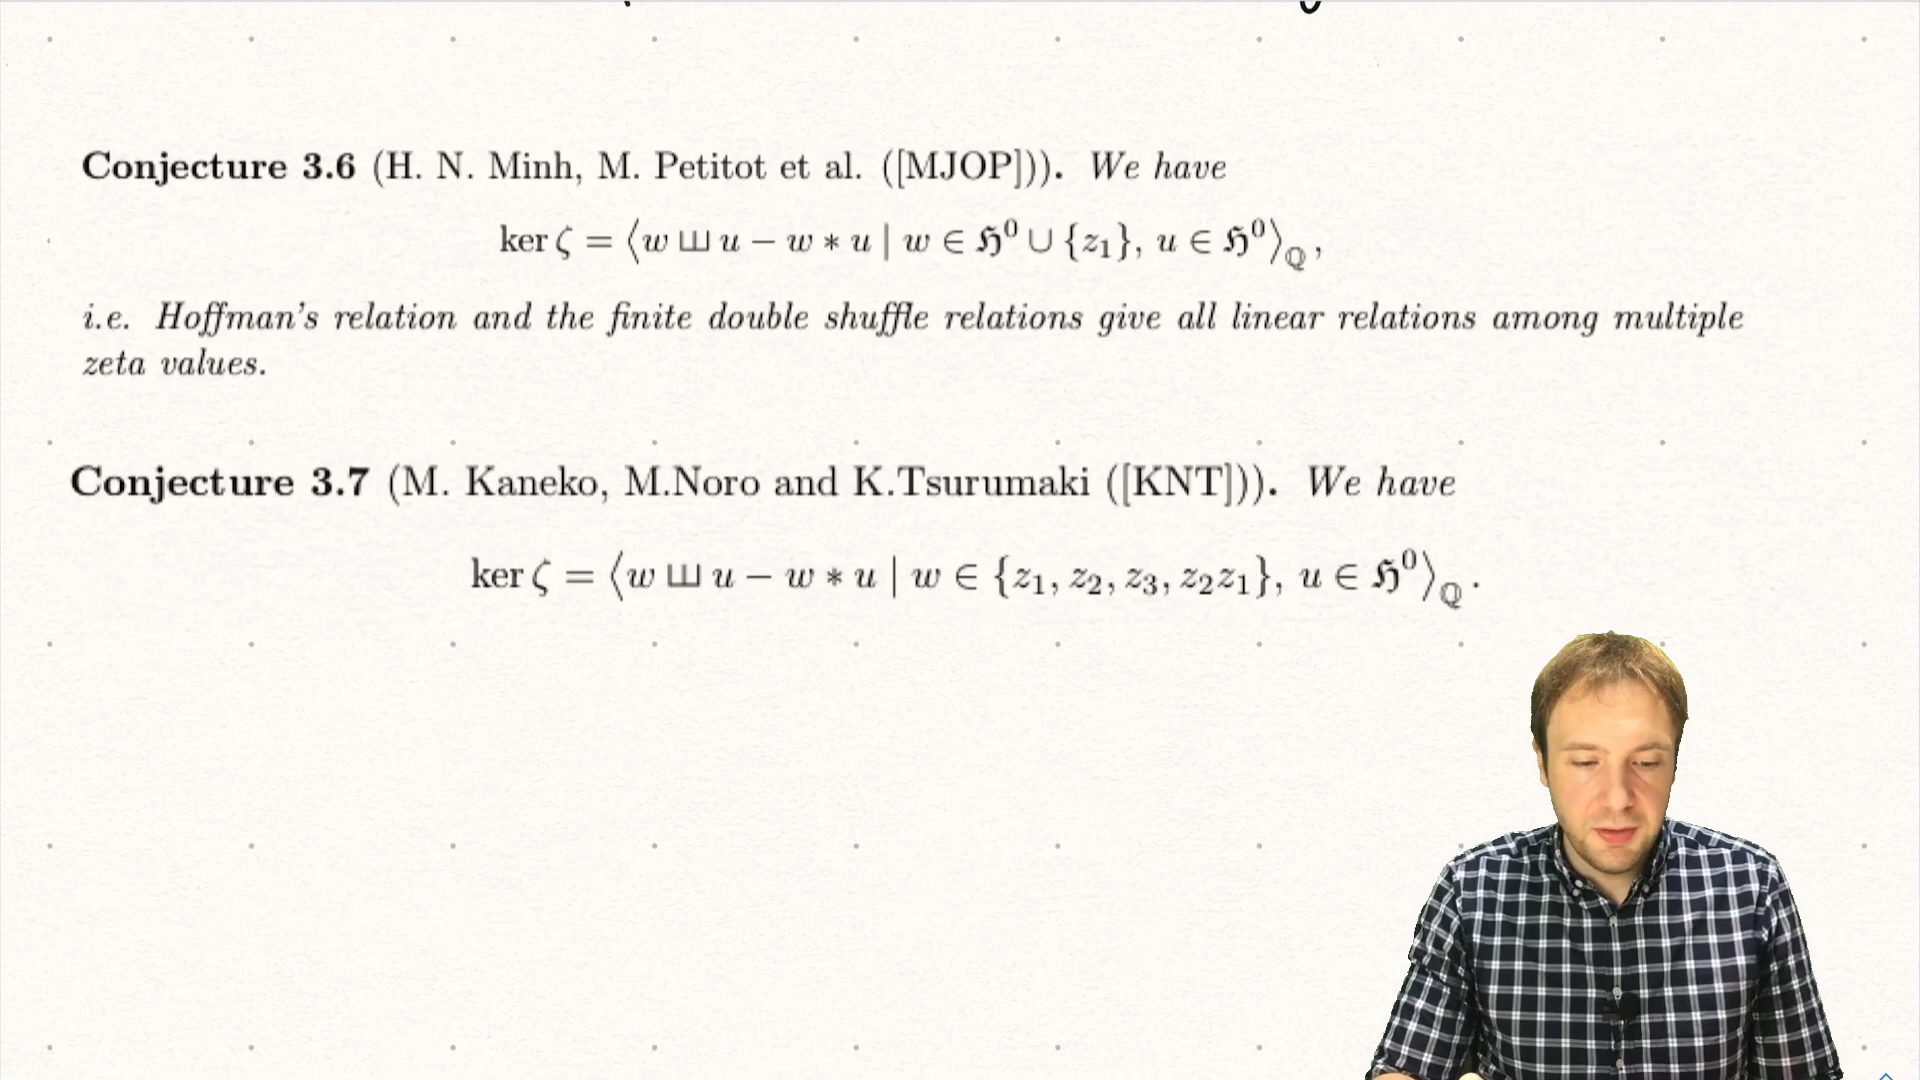 Conjecture 3.6 (H. N. Minh, M. Petitot et al. ([MJOP])). We have
ker ζ = ⟨w ⧢ u − w ∗ u | w ∈ ℌ⁰ ∪ {z₁}, u ∈ ℌ⁰⟩_ℚ ,
i.e. Hoffman's relation and the finite double shuffle relations give all linear relations among multiple
zeta values.
Conjecture 3.7 (M. Kaneko, M.Noro and K.Tsurumaki ([KNT])). We have
ker ζ = ⟨w ⧢ u − w ∗ u | w ∈ {z₁, z₂, z₃, z₂z₁}, u ∈ ℌ⁰⟩_ℚ .